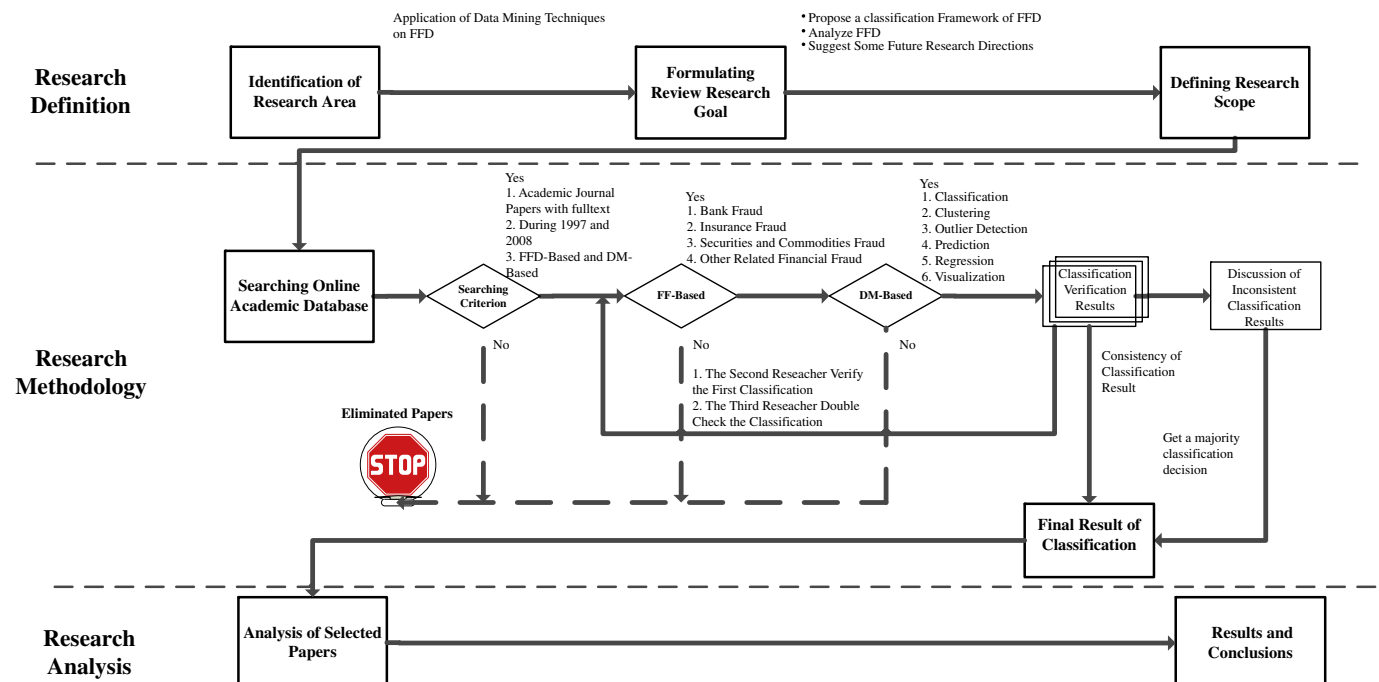 Application of Data Mining Techniques
on FFD
• Propose a classification Framework of FFD
• Analyze FFD
• Suggest Some Future Research Directions
Research
Definition
Identification of
Research Area
Formulating
Review Research
Goal
Defining Research
Scope
Yes
1. Academic Journal
Papers with fulltext
2. During 1997 and
2008
3. FFD-Based and DM-
Based
Yes
1. Bank Fraud
2. Insurance Fraud
3. Securities and Commodities Fraud
4. Other Related Financial Fraud
Yes
1. Classification
2. Clustering
3. Outlier Detection
4. Prediction
5. Regression
6. Visualization
Research
Methodology
Searching Online
Academic Database
Searching
Criterion
FF-Based
DM-Based
Classification
Verification
Results
Discussion of
Inconsistent
Classification
Results
No
No
No
1. The Second Reseacher Verify
the First Classification
2. The Third Reseacher Double
Check the Classification
Consistency of
Classification
Result
Eliminated Papers
STOP
Get a majority
classification
decision
Final Result of
Classification
Research
Analysis
Analysis of Selected
Papers
Results and
Conclusions